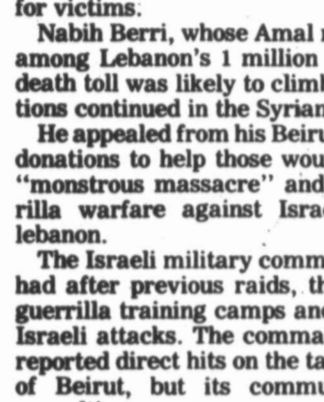 for victims.
Nabih Berri, whose Amal
among Lebanon's 1 million
death toll was likely to climb
tions continued in the Syrian
He appealed from his Beiru
donations to help those wou
"monstrous massacre" and
rilla warfare against Isra
lebanon.
The Israeli military comm
had after previous raids, th
guerrilla training camps and
Israeli attacks. The comma
reported direct hits on the ta
of Beirut, but its commu